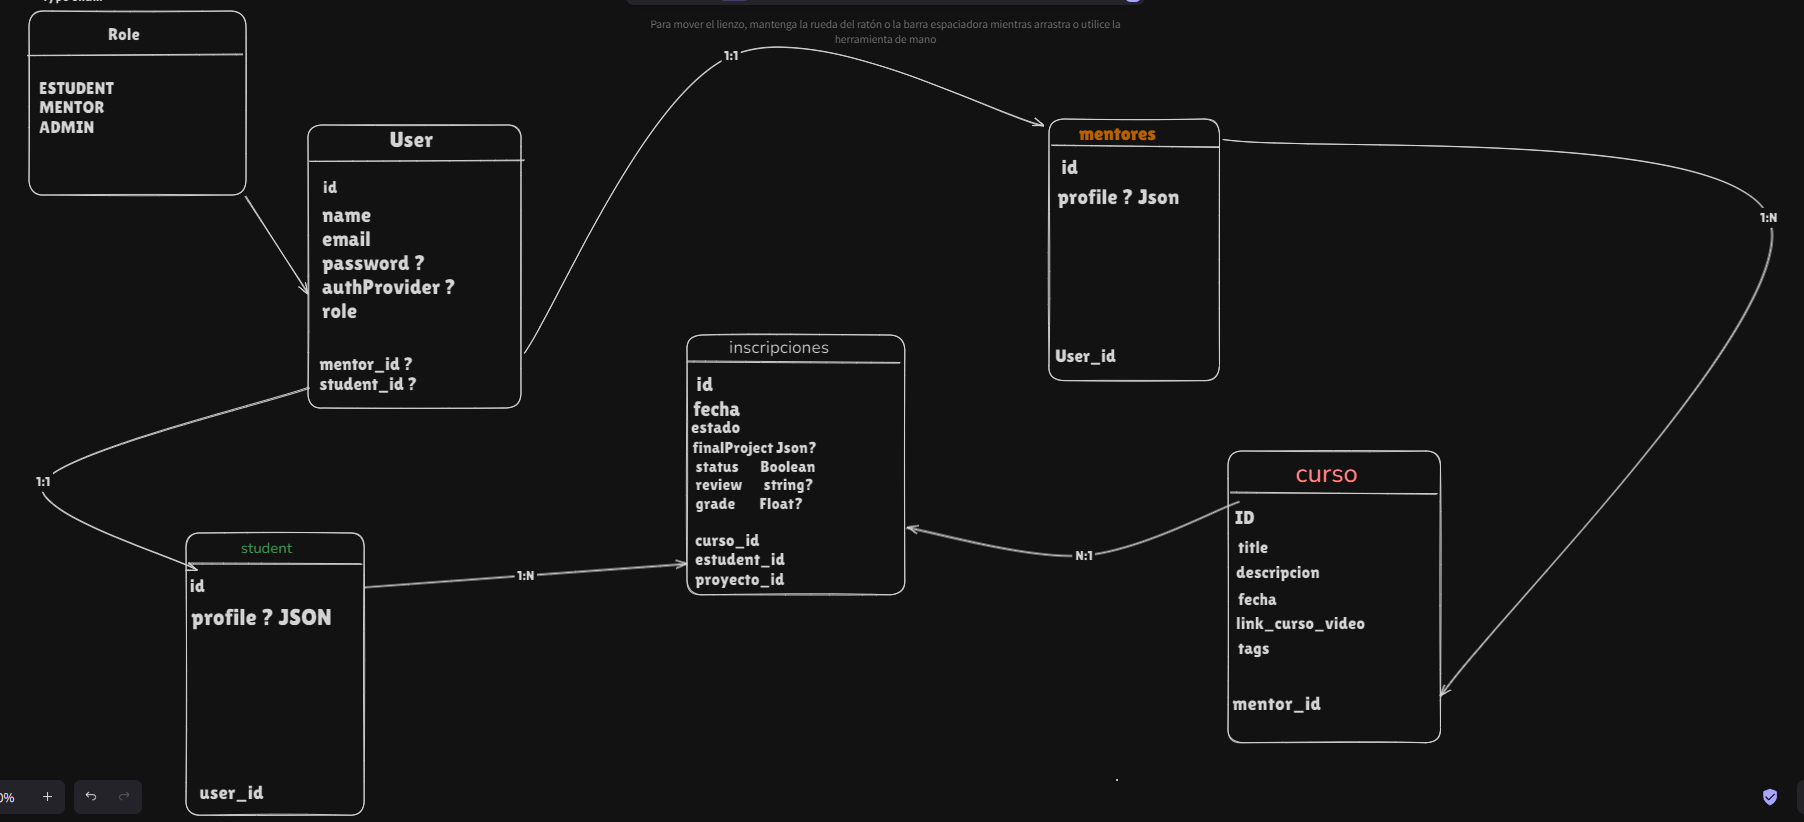 Para mover el lienzo, mantenga la rueda del ratón o la barra espaciadora mientras arrastra o utilice la
herramienta de mano
Role
ESTUDENT
MENTOR
ADMIN
User
id
name
email
password ?
authProvider ?
role
mentor_id ?
student_id ?
1:1
mentores
id
profile ? Json
User_id
1:N
inscripciones
id
fecha
estado
finalProject Json?
status Boolean
review string?
grade Float?
curso_id
estudent_id
proyecto_id
curso
ID
title
descripcion
fecha
link_curso_video
tags
mentor_id
N:1
1:1
student
id
profile ? JSON
user_id
1:N
0%